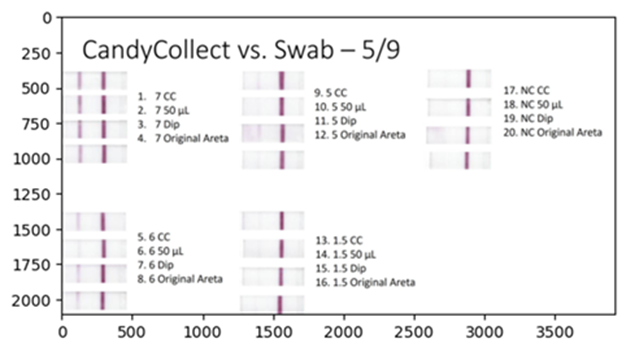 CandyCollect vs. Swab – 5/9
0
250
500
750
1000
1250
1500
1750
2000
1. 7 CC
2. 7 50 µL
3. 7 Dip
4. 7 Original Areta
9. 5 CC
10. 5 50 µL
11. 5 Dip
12. 5 Original Areta
17. NC CC
18. NC 50 µL
19. NC Dip
20. NC Original Areta
5. 6 CC
6. 6 50 µL
7. 6 Dip
8. 6 Original Areta
13. 1.5 CC
14. 1.5 50 µL
15. 1.5 Dip
16. 1.5 Original Areta
0 500 1000 1500 2000 2500 3000 3500